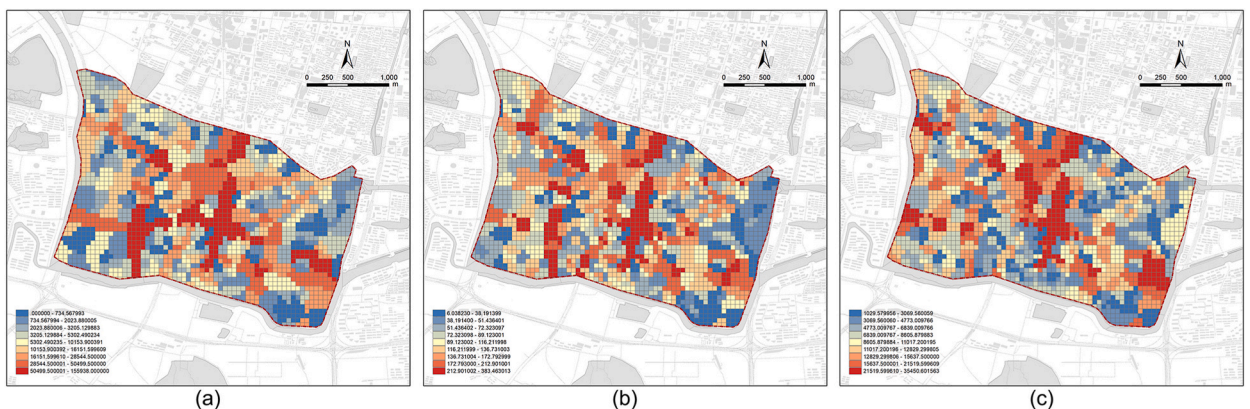 N
0 250 500 1,000
m
.000000 - 734.567993
734.567994 - 2023.880005
2023.880006 - 3205.129883
3205.129884 - 5302.490234
5302.490235 - 10153.900391
10153.900392 - 16151.599609
16151.599610 - 28544.500000
28544.500001 - 50499.500000
50499.500001 - 155938.000000
(a)
N
0 250 500 1,000
m
6.038230 - 38.191399
38.191400 - 51.436401
51.436402 - 72.323097
72.323098 - 89.123001
89.123002 - 116.211998
116.211999 - 136.731003
136.731004 - 172.792999
172.793000 - 212.901001
212.901002 - 383.463013
(b)
N
0 250 500 1,000
m
1029.579956 - 3069.560059
3069.560060 - 4773.009766
4773.009767 - 6839.009766
6839.009767 - 8605.879883
8605.879884 - 11017.200195
11017.200196 - 12829.299805
12829.299806 - 15637.500000
15637.500001 - 21519.599609
21519.599610 - 35450.601563
(c)